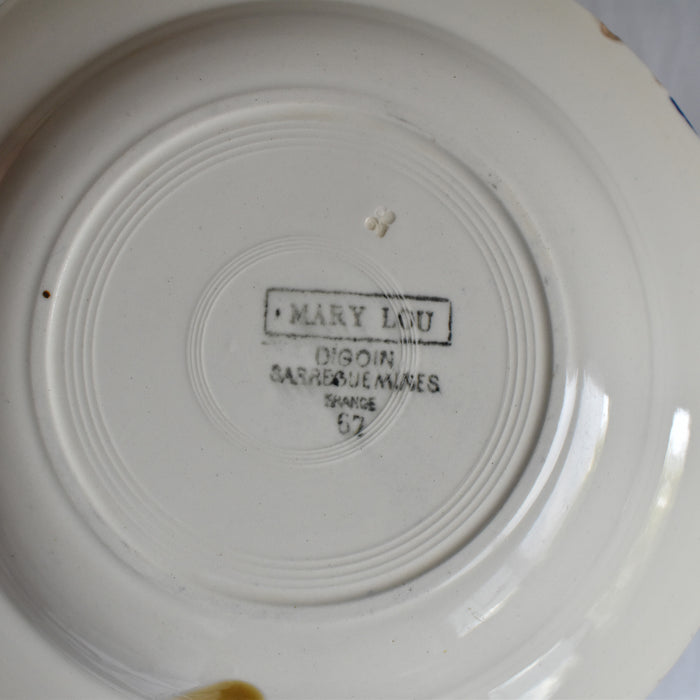 MARY LOU
DIGOIN
SARREGUEMINES
FRANCE
67